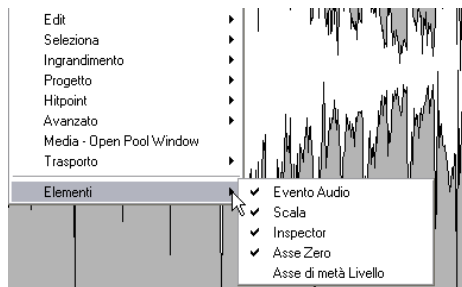 Edit
Seleziona
Ingrandimento
Progetto
Hitpoint
Avanzato
Media - Open Pool Window
Trasporto
Elementi
Evento Audio
Scala
Inspector
Asse Zero
Asse di metà Livello